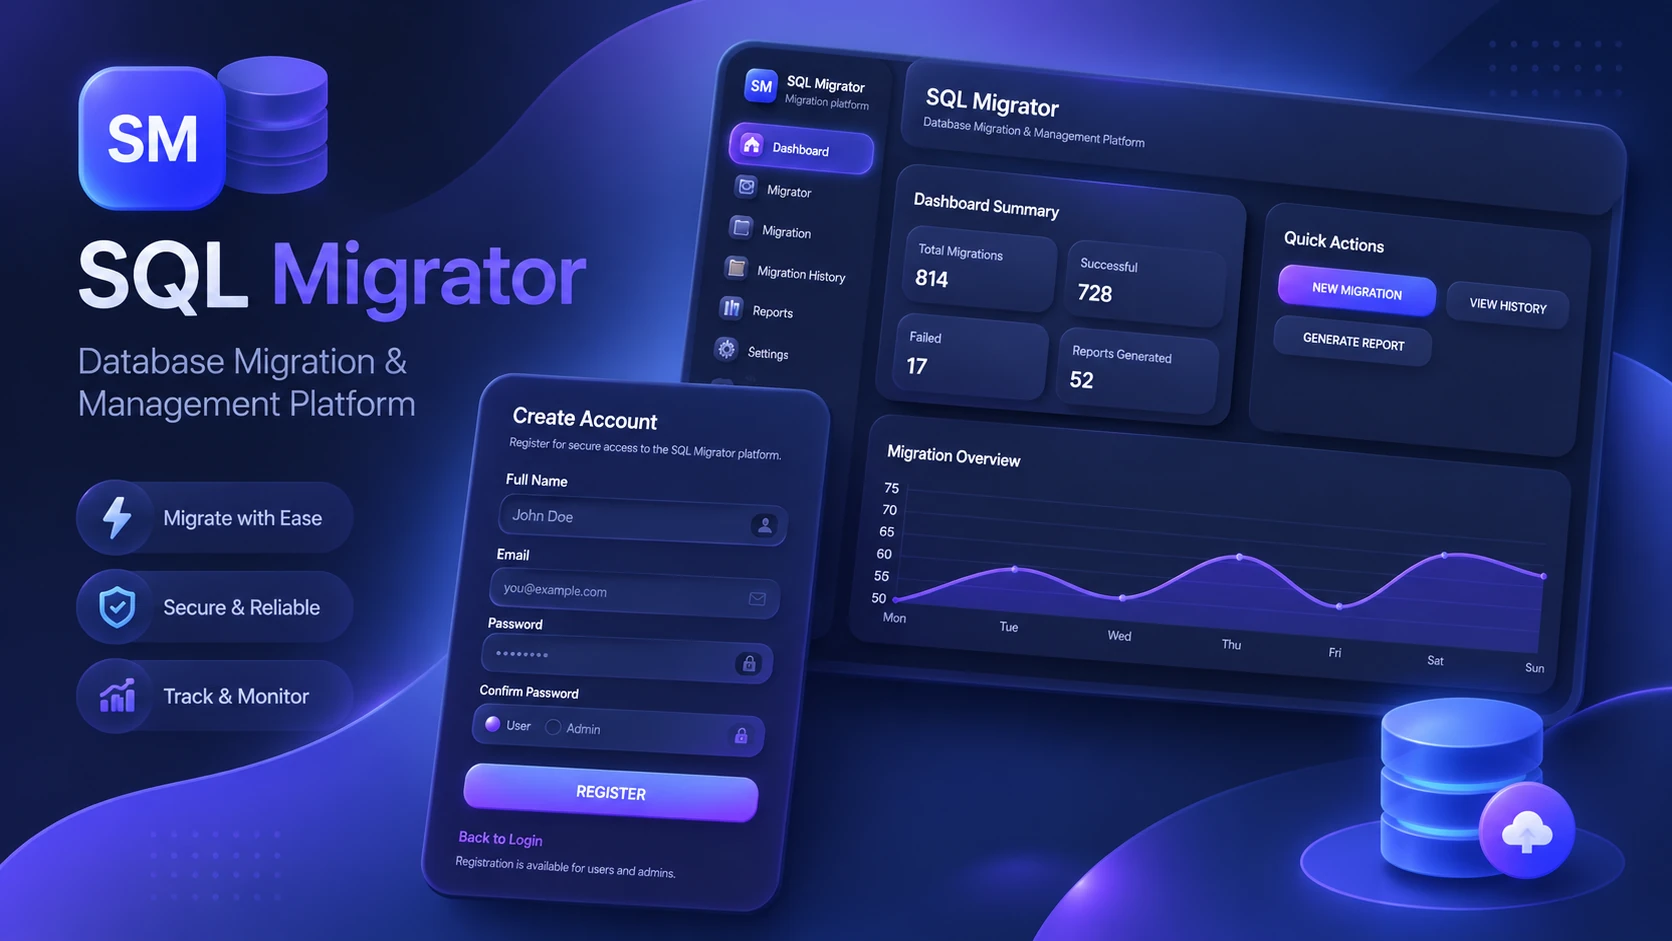 SM
SQL Migrator
Database Migration &
Management Platform
Migrate with Ease
Secure & Reliable
Track & Monitor
SM
SQL Migrator
Migration platform
Dashboard
Migrator
Migration
Migration History
Reports
Settings
SQL Migrator
Database Migration & Management Platform
Dashboard Summary
Total Migrations
814
Successful
728
Failed
17
Reports Generated
52
Quick Actions
NEW MIGRATION
VIEW HISTORY
GENERATE REPORT
Migration Overview
75
70
65
60
55
50
Mon
Tue
Wed
Thu
Fri
Sat
Sun
Create Account
Register for secure access to the SQL Migrator platform.
Full Name
John Doe
Email
you@example.com
Password
Confirm Password
User
Admin
REGISTER
Back to Login
Registration is available for users and admins.